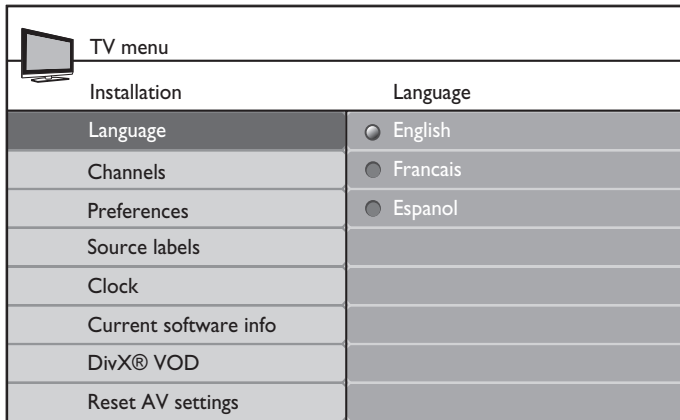 TV menu
Installation Language
Language English
Channels Francais
Preferences Espanol
Source labels
Clock
Current software info
DivX® VOD
Reset AV settings